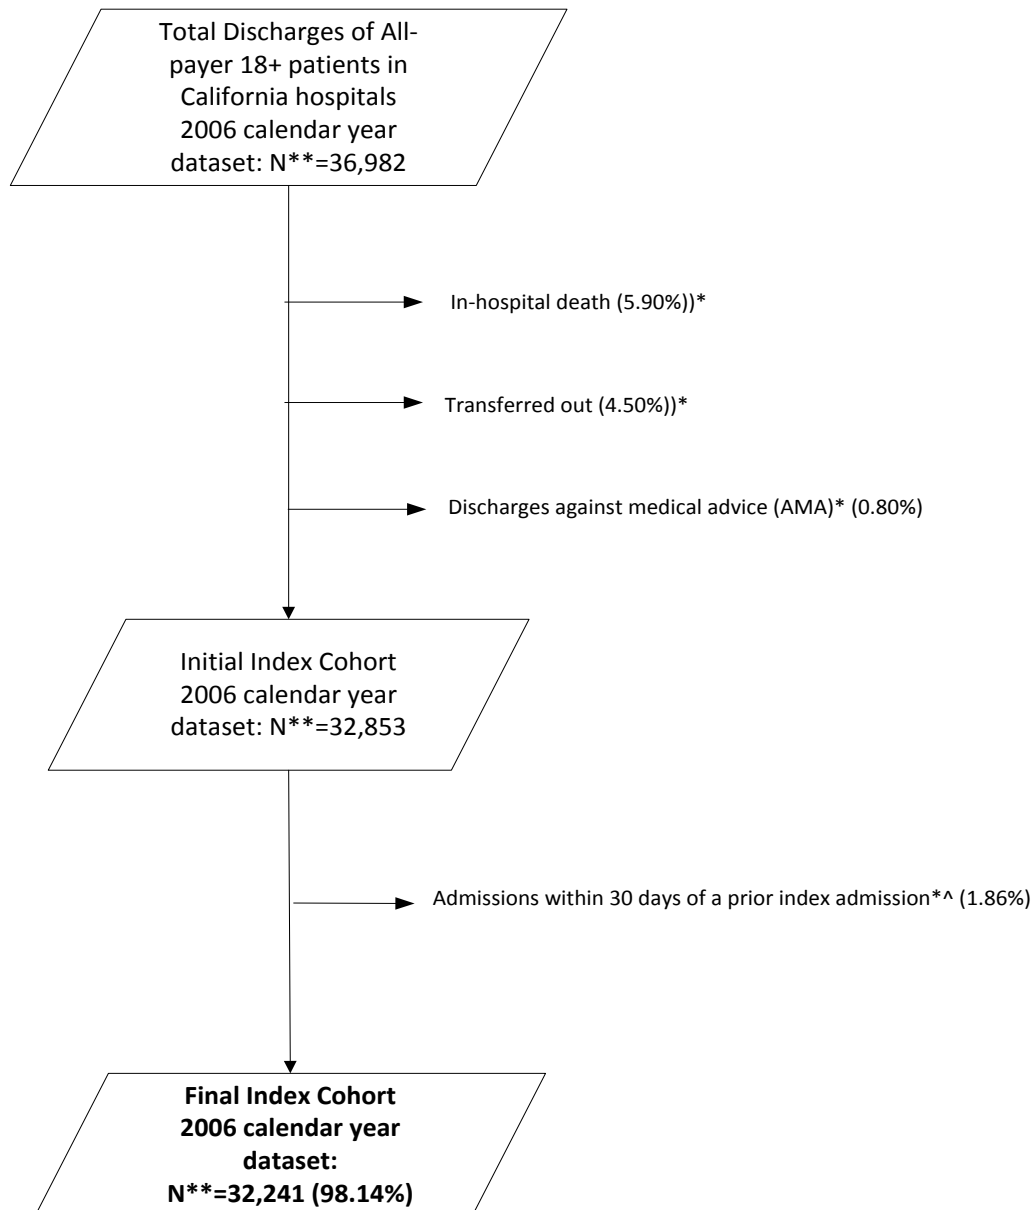 Total Discharges of All-
payer 18+ patients in
California hospitals
2006 calendar year
dataset: N**=36,982
In-hospital death (5.90%))*
Transferred out (4.50%))*
Discharges against medical advice (AMA)* (0.80%)
Initial Index Cohort
2006 calendar year
dataset: N**=32,853
Admissions within 30 days of a prior index admission*^ (1.86%)
Final Index Cohort
2006 calendar year
dataset:
N**=32,241 (98.14%)